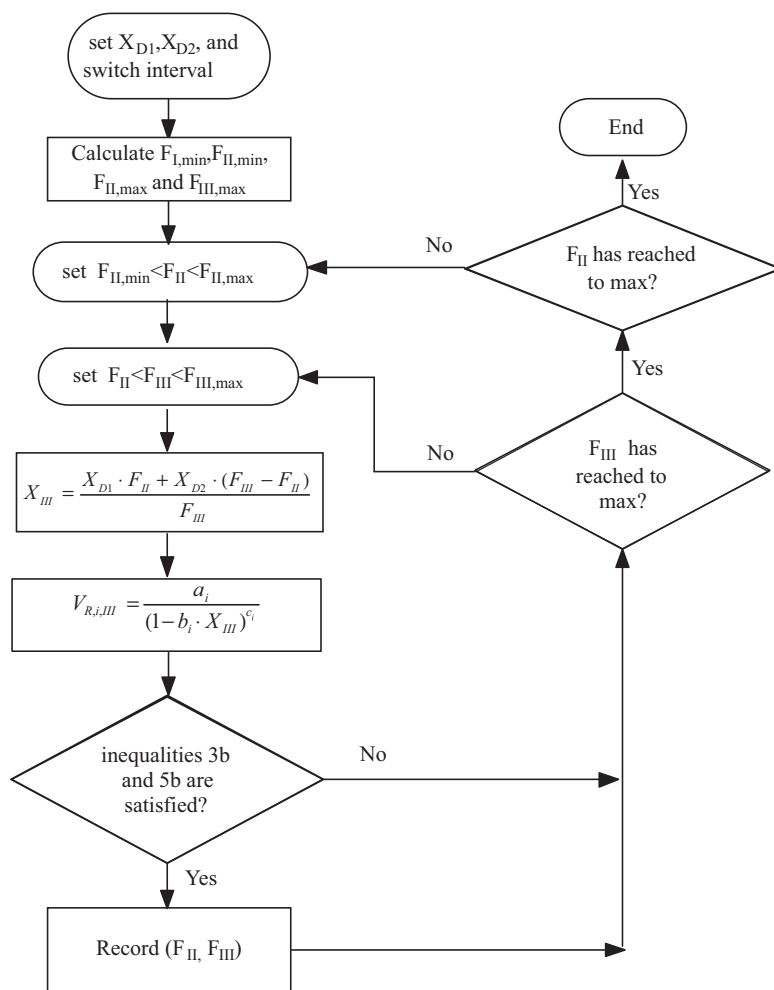 set X_D1,X_D2, and
switch interval
Calculate F_I,min,F_II,min,
F_II,max and F_III,max
set F_II,min<F_II<F_II,max
set F_II<F_III<F_III,max
X_III = (X_D1 · F_II + X_D2 · (F_III − F_II)) / F_III
V_R,i,III = a_i / (1− b_i · X_III)^c_i
inequalities 3b
and 5b are
satisfied?
No
Yes
Record (F_II, F_III)
F_III has
reached to
max?
No
Yes
F_II has reached
to max?
No
Yes
End